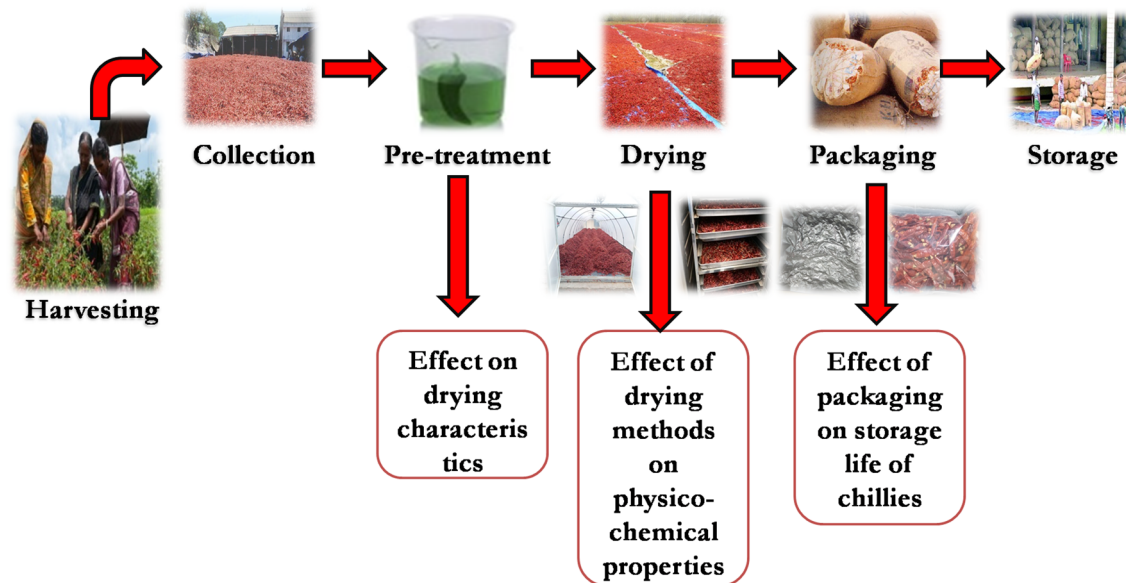 Harvesting
Collection
Pre-treatment
Drying
Packaging
Storage
Effect on
drying
characteris
tics
Effect of
drying
methods
on
physico-
chemical
properties
Effect of
packaging
on storage
life of
chillies